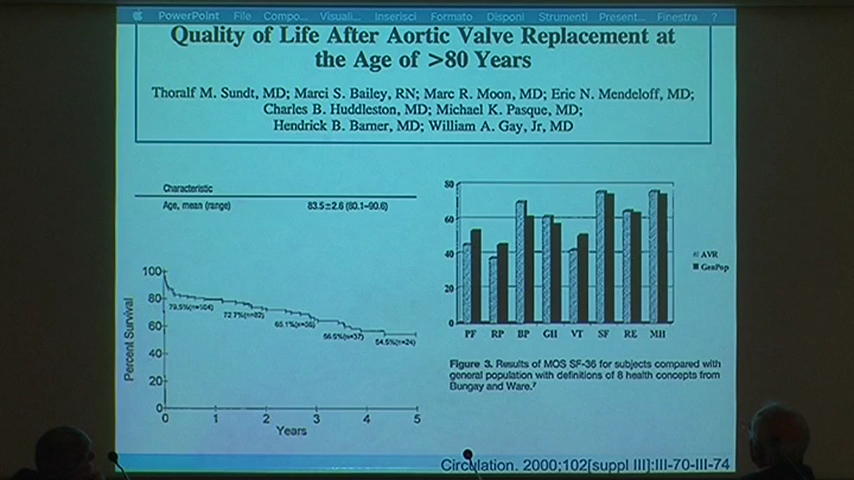 PowerPoint File Compo... Visuali... Inserisci Formato Disponi Strumenti Present... Finestra ?
Quality of Life After Aortic Valve Replacement at
the Age of >80 Years
Thoralf M. Sundt, MD; Marci S. Bailey, RN; Marc R. Moon, MD; Eric N. Mendeloff, MD;
Charles B. Huddleston, MD; Michael K. Pasque, MD;
Hendrick B. Barner, MD; William A. Gay, Jr, MD
Characteristic
Age, mean (range) 83.5±2.6 (80.1–90.6)
Percent Survival
100
80
60
40
20
0
79.5%(n=104)
72.7%(n=82)
65.1%(n=56)
56.5%(n=37)
54.5%(n=24)
0 1 2 3 4 5
Years
80
60
40
20
0
PF RP BP GH VT SF RE MH
AVR
GenPop
Figure 3. Results of MOS SF-36 for subjects compared with
general population with definitions of 8 health concepts from
Bungay and Ware.7
Circulation. 2000;102[suppl III]:III-70-III-74